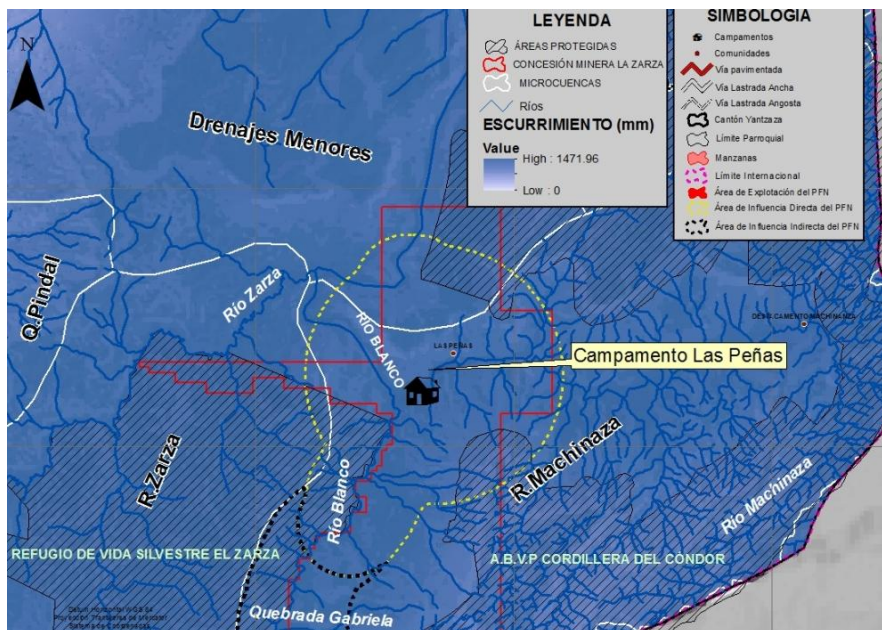 N
LEYENDA
ÁREAS PROTEGIDAS
CONCESIÓN MINERA LA ZARZA
MICROCUENCAS
Ríos
ESCURRIMIENTO (mm)
Value
High : 1471.96
Low : 0
SIMBOLOGIA
Campamentos
Comunidades
Vía pavimentada
Vía Lastrada Ancha
Vía Lastrada Angosta
Cantón Yantzaza
Límite Parroquial
Manzanas
Límite Internacional
Área de Explotación del PFN
Área de Influencia Directa del PFN
Área de Influencia Indirecta del PFN
Drenajes Menores
Q.Pindal
Río Zarza
RÍO BLANCO
LAS PEÑAS
Campamento Las Peñas
R.Zarza
Río Blanco
R.Machinaza
Río Machinaza
REFUGIO DE VIDA SILVESTRE EL ZARZA
A.B.V.P CORDILLERA DEL CÓNDOR
Quebrada Gabriela